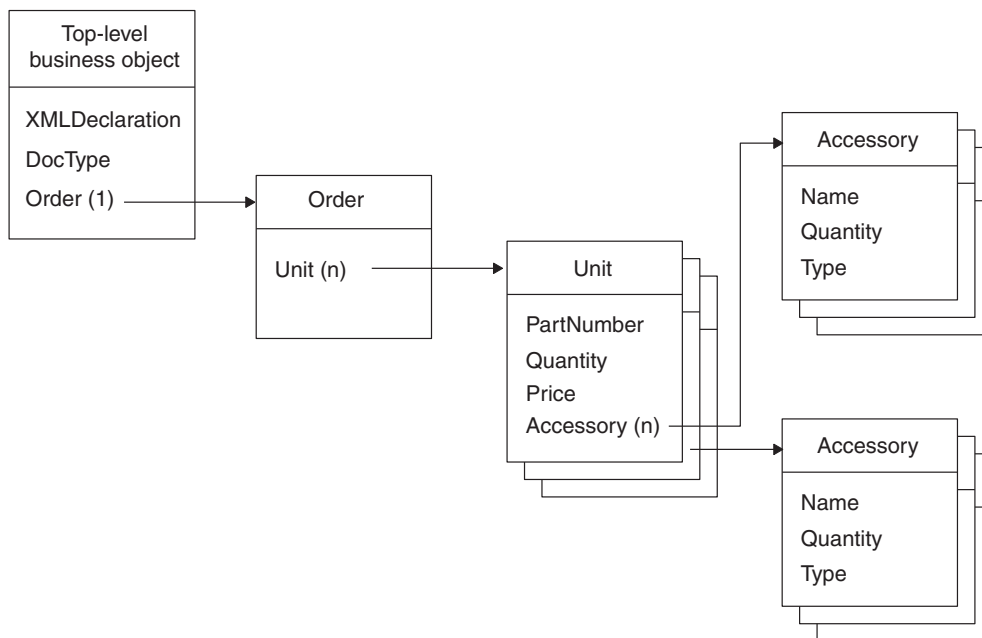 Top-level
business object
XMLDeclaration
DocType
Order (1)
Order
Unit (n)
Unit
PartNumber
Quantity
Price
Accessory (n)
Accessory
Name
Quantity
Type
Accessory
Name
Quantity
Type